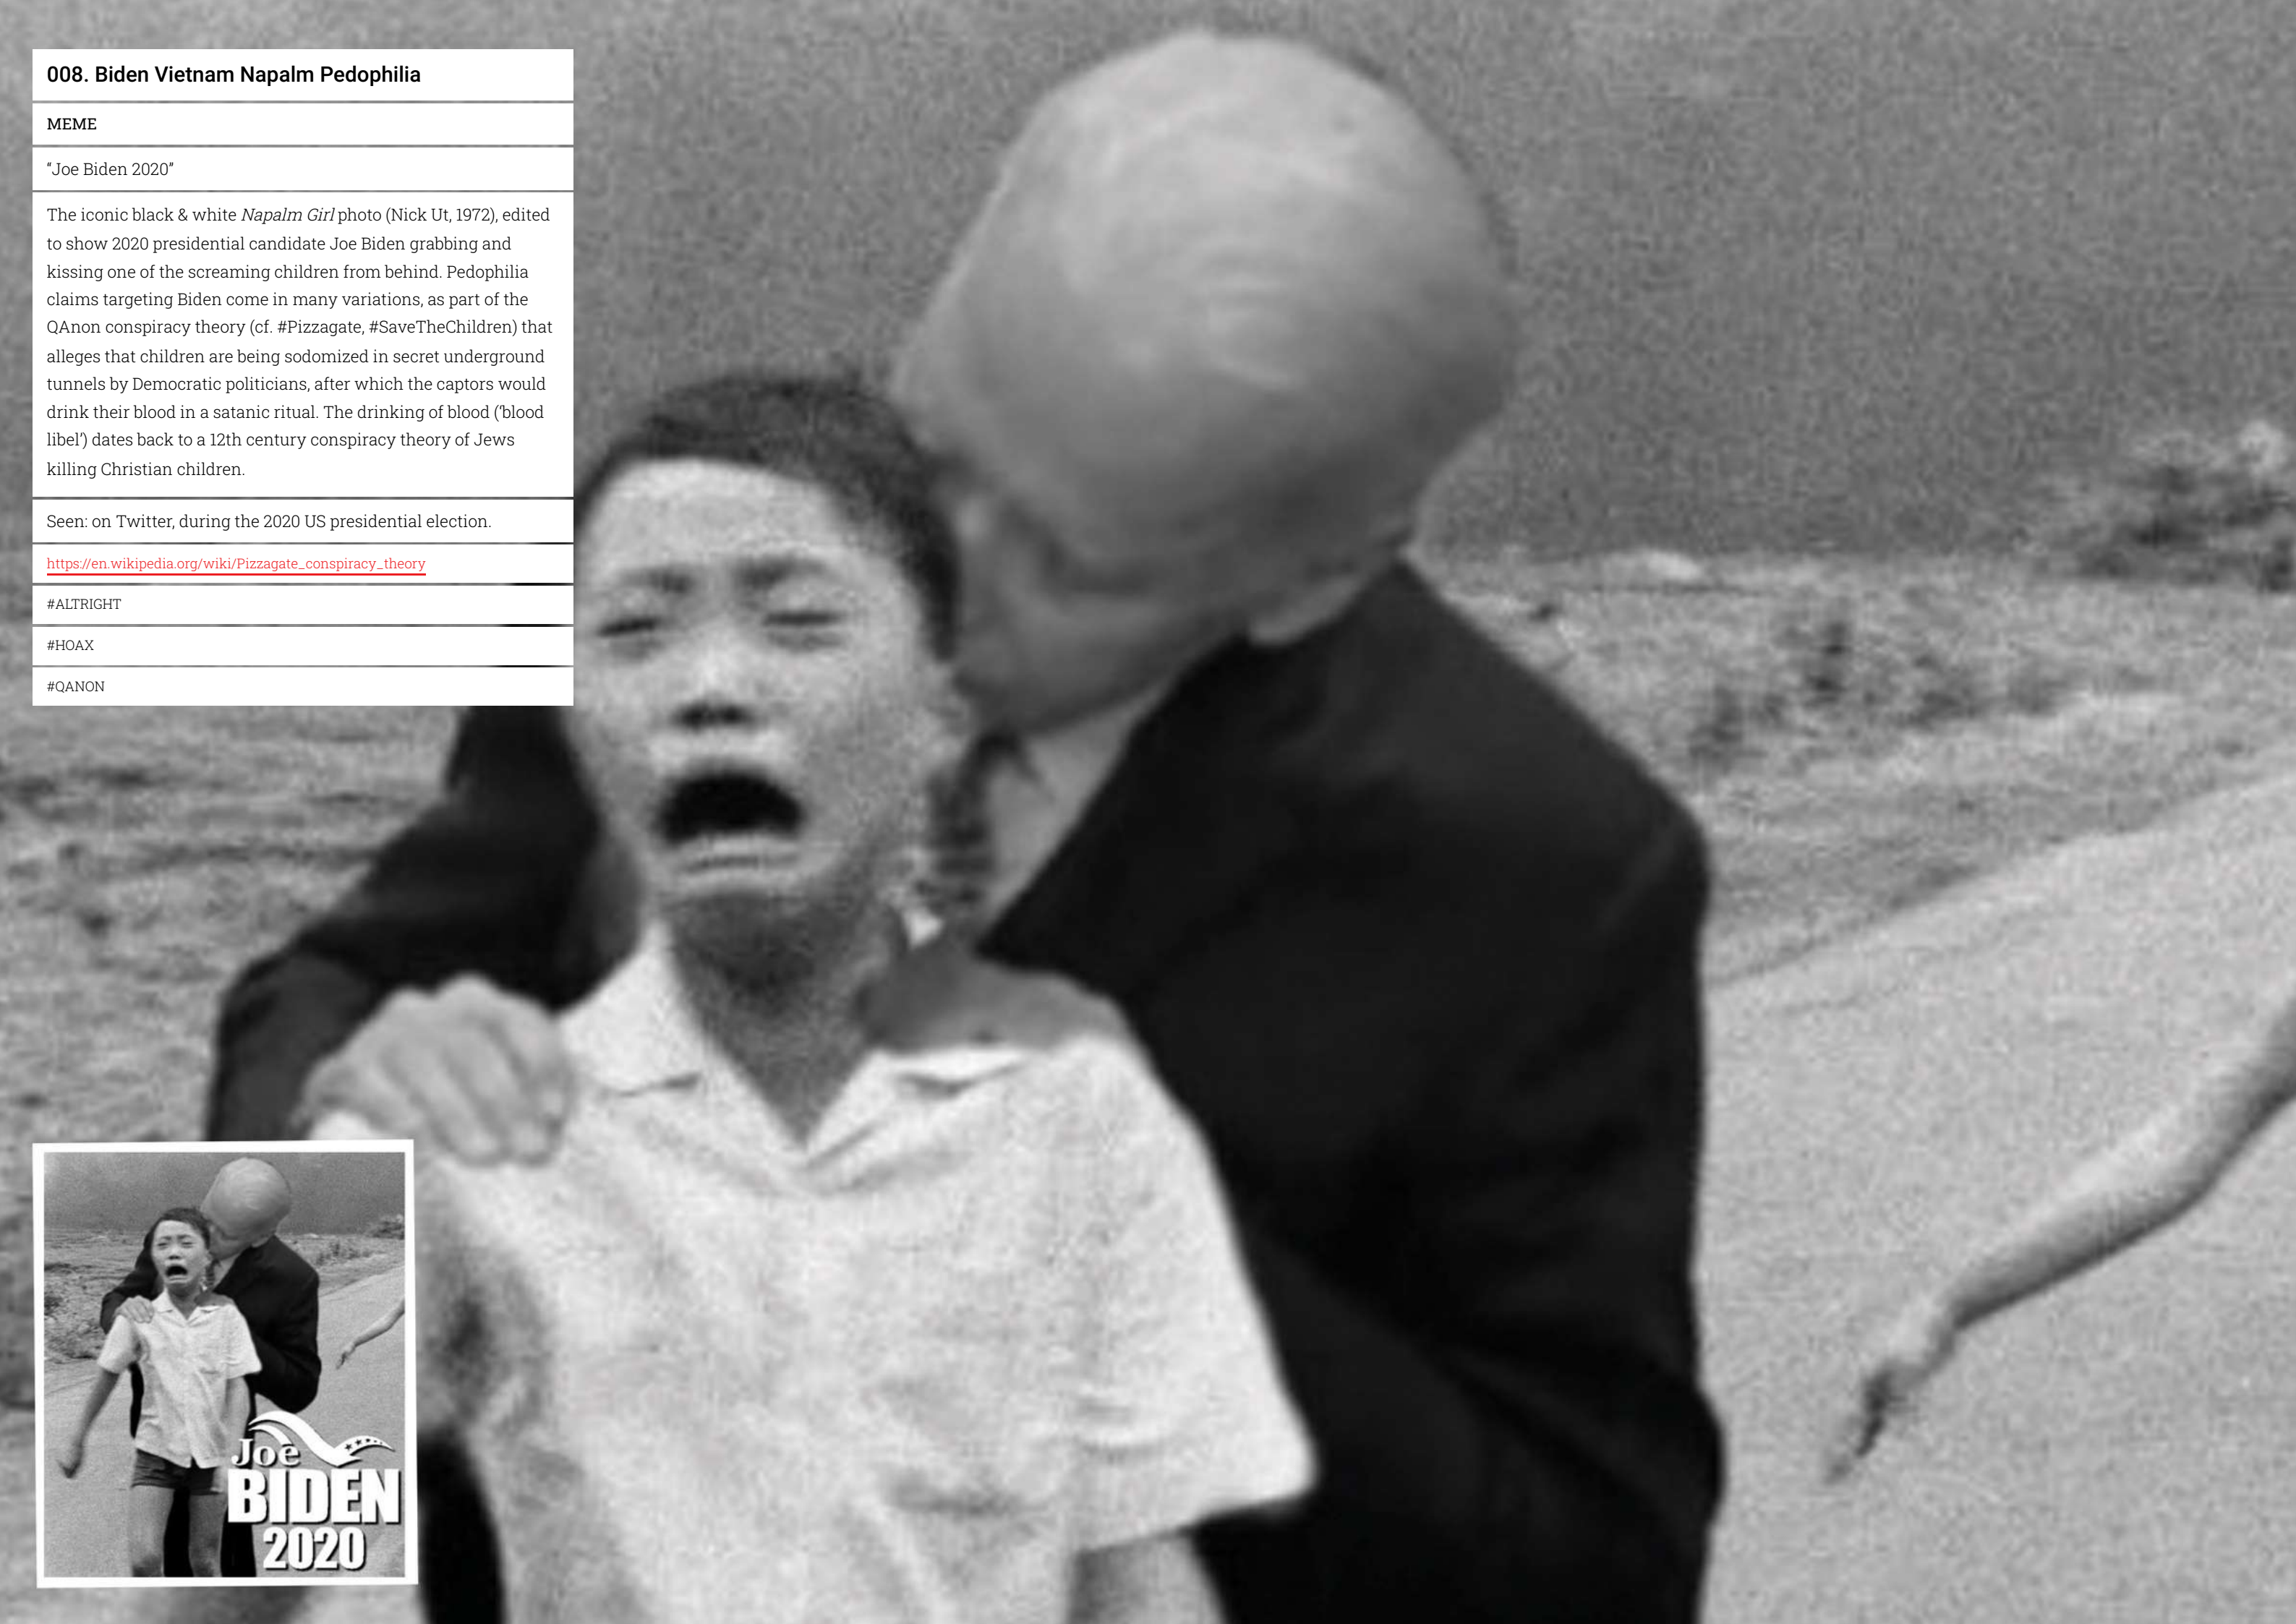 008. Biden Vietnam Napalm Pedophilia
MEME
“Joe Biden 2020”
The iconic black & white Napalm Girl photo (Nick Ut, 1972), edited
to show 2020 presidential candidate Joe Biden grabbing and
kissing one of the screaming children from behind. Pedophilia
claims targeting Biden come in many variations, as part of the
QAnon conspiracy theory (cf. #Pizzagate, #SaveTheChildren) that
alleges that children are being sodomized in secret underground
tunnels by Democratic politicians, after which the captors would
drink their blood in a satanic ritual. The drinking of blood (‘blood
libel’) dates back to a 12th century conspiracy theory of Jews
killing Christian children.
Seen: on Twitter, during the 2020 US presidential election.
https://en.wikipedia.org/wiki/Pizzagate_conspiracy_theory
#ALTRIGHT
#HOAX
#QANON
Joe
BIDEN
2020